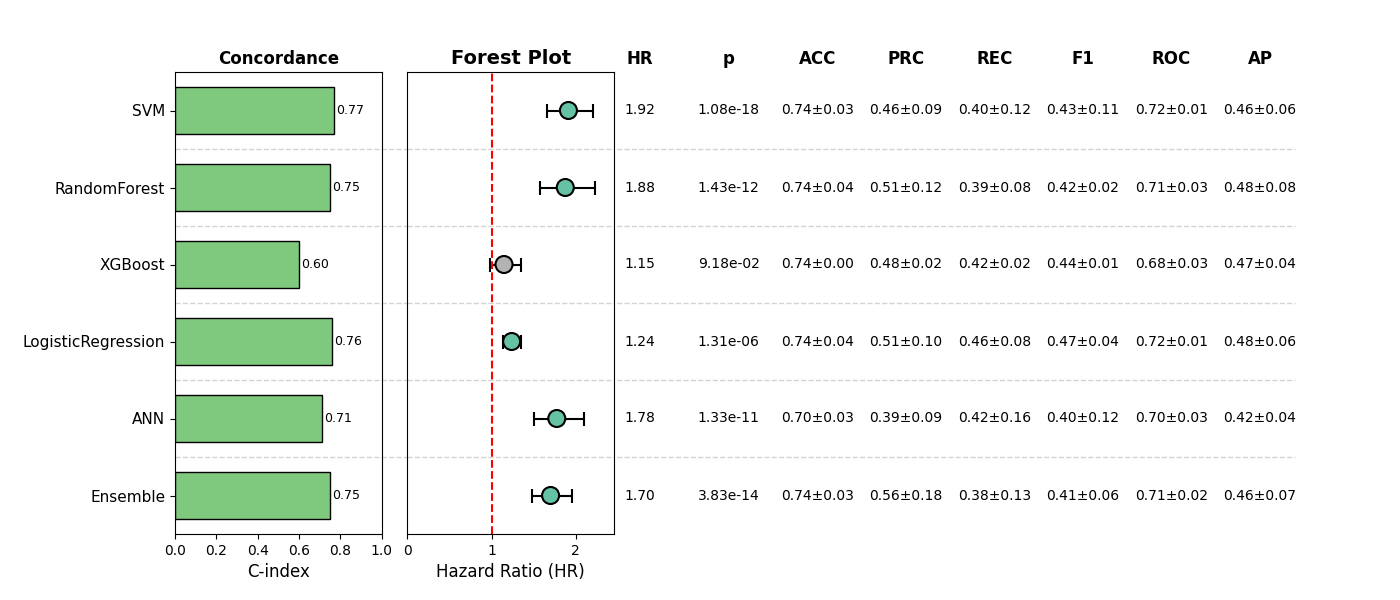 Concordance Forest Plot HR p ACC PRC REC F1 ROC AP
SVM 0.77 1.92 1.08e-18 0.74±0.03 0.46±0.09 0.40±0.12 0.43±0.11 0.72±0.01 0.46±0.06
RandomForest 0.75 1.88 1.43e-12 0.74±0.04 0.51±0.12 0.39±0.08 0.42±0.02 0.71±0.03 0.48±0.08
XGBoost 0.60 1.15 9.18e-02 0.74±0.00 0.48±0.02 0.42±0.02 0.44±0.01 0.68±0.03 0.47±0.04
LogisticRegression 0.76 1.24 1.31e-06 0.74±0.04 0.51±0.10 0.46±0.08 0.47±0.04 0.72±0.01 0.48±0.06
ANN 0.71 1.78 1.33e-11 0.70±0.03 0.39±0.09 0.42±0.16 0.40±0.12 0.70±0.03 0.42±0.04
Ensemble 0.75 1.70 3.83e-14 0.74±0.03 0.56±0.18 0.38±0.13 0.41±0.06 0.71±0.02 0.46±0.07
0.0 0.2 0.4 0.6 0.8 1.0 0 1 2
C-index Hazard Ratio (HR)